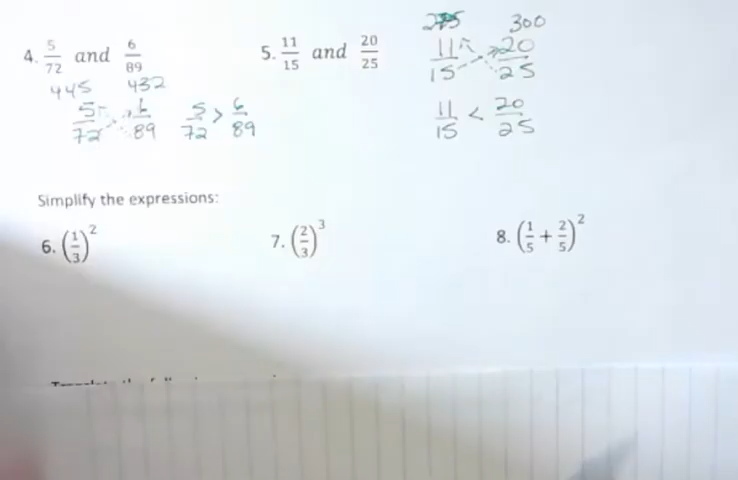 4. 5/72 and 6/89
445 432
5/72 6/89 5/72 > 6/89
5. 11/15 and 20/25
275 300
11/15 20/25
11/15 < 20/25
Simplify the expressions:
6. (1/3)^2
7. (2/3)^3
8. (1/5 + 2/5)^2